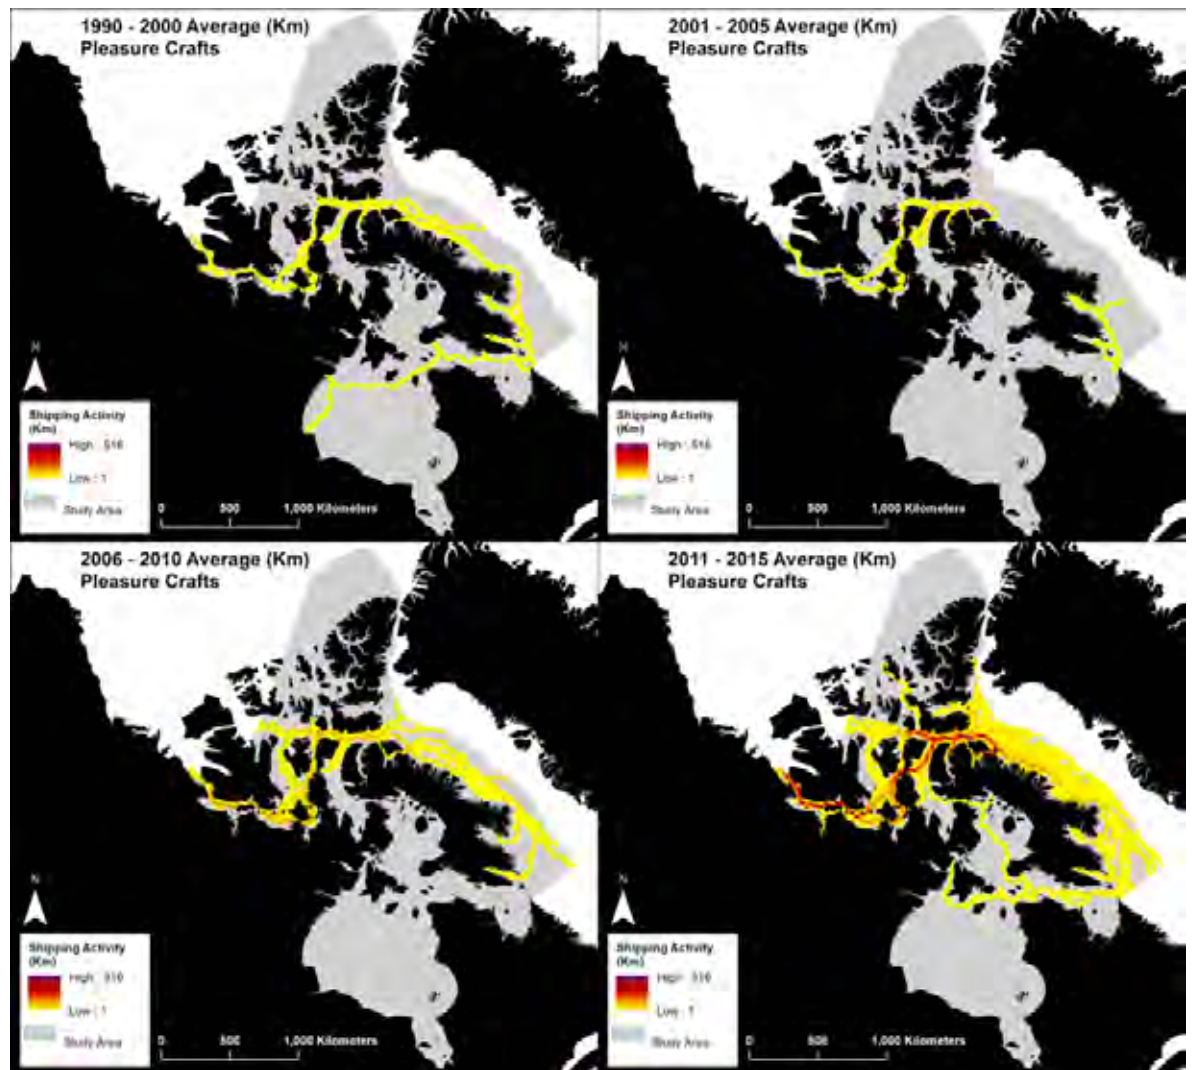 1990 - 2000 Average (Km)
Pleasure Crafts
N
Shipping Activity
(Km)
High : 516
Low : 1
Study Area
0 500 1,000 Kilometers
2001 - 2005 Average (Km)
Pleasure Crafts
N
Shipping Activity
(Km)
High : 516
Low : 1
Study Area
0 500 1,000 Kilometers
2006 - 2010 Average (Km)
Pleasure Crafts
N
Shipping Activity
(Km)
High :
Low : 1
Study Area
0 500 1,000 Kilometers
2011 - 2015 Average (Km)
Pleasure Crafts
N
Shipping Activity
(Km)
High :
Low : 1
Study Area
0 500 1,000 Kilometers